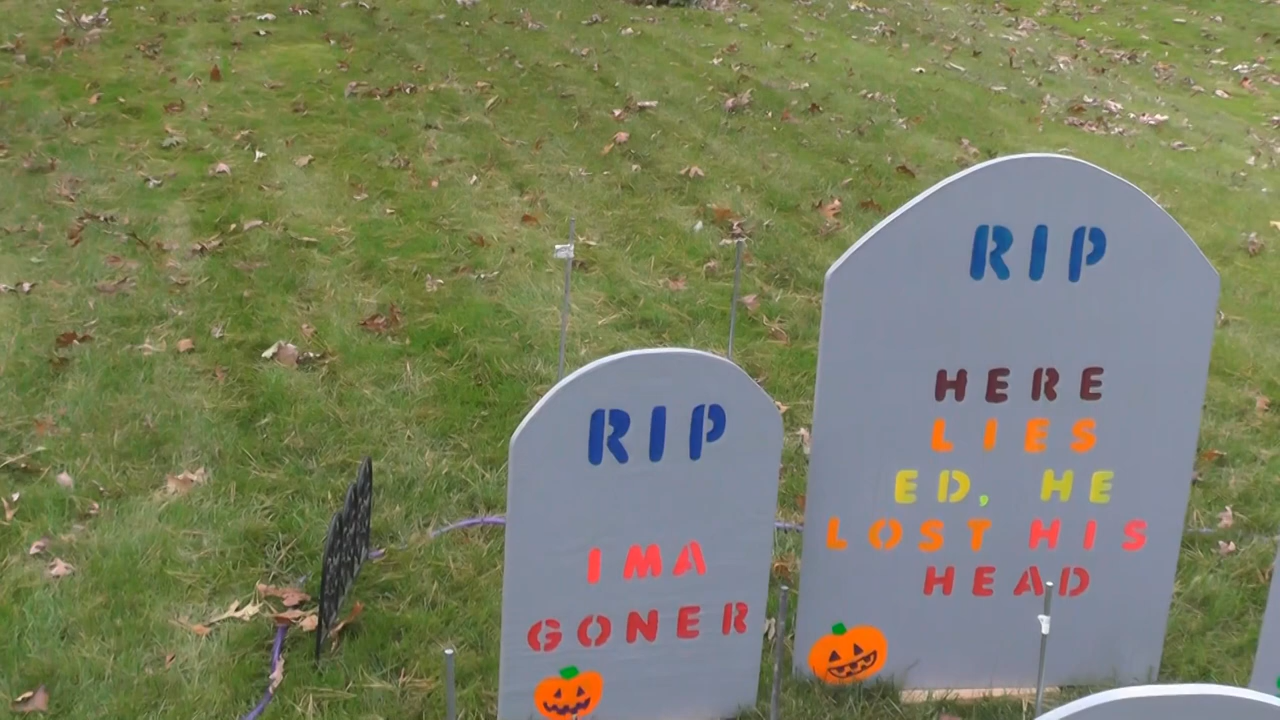 RIP
IMA
GONER
RIP
HERE
LIES
ED, HE
LOST HIS
HEAD